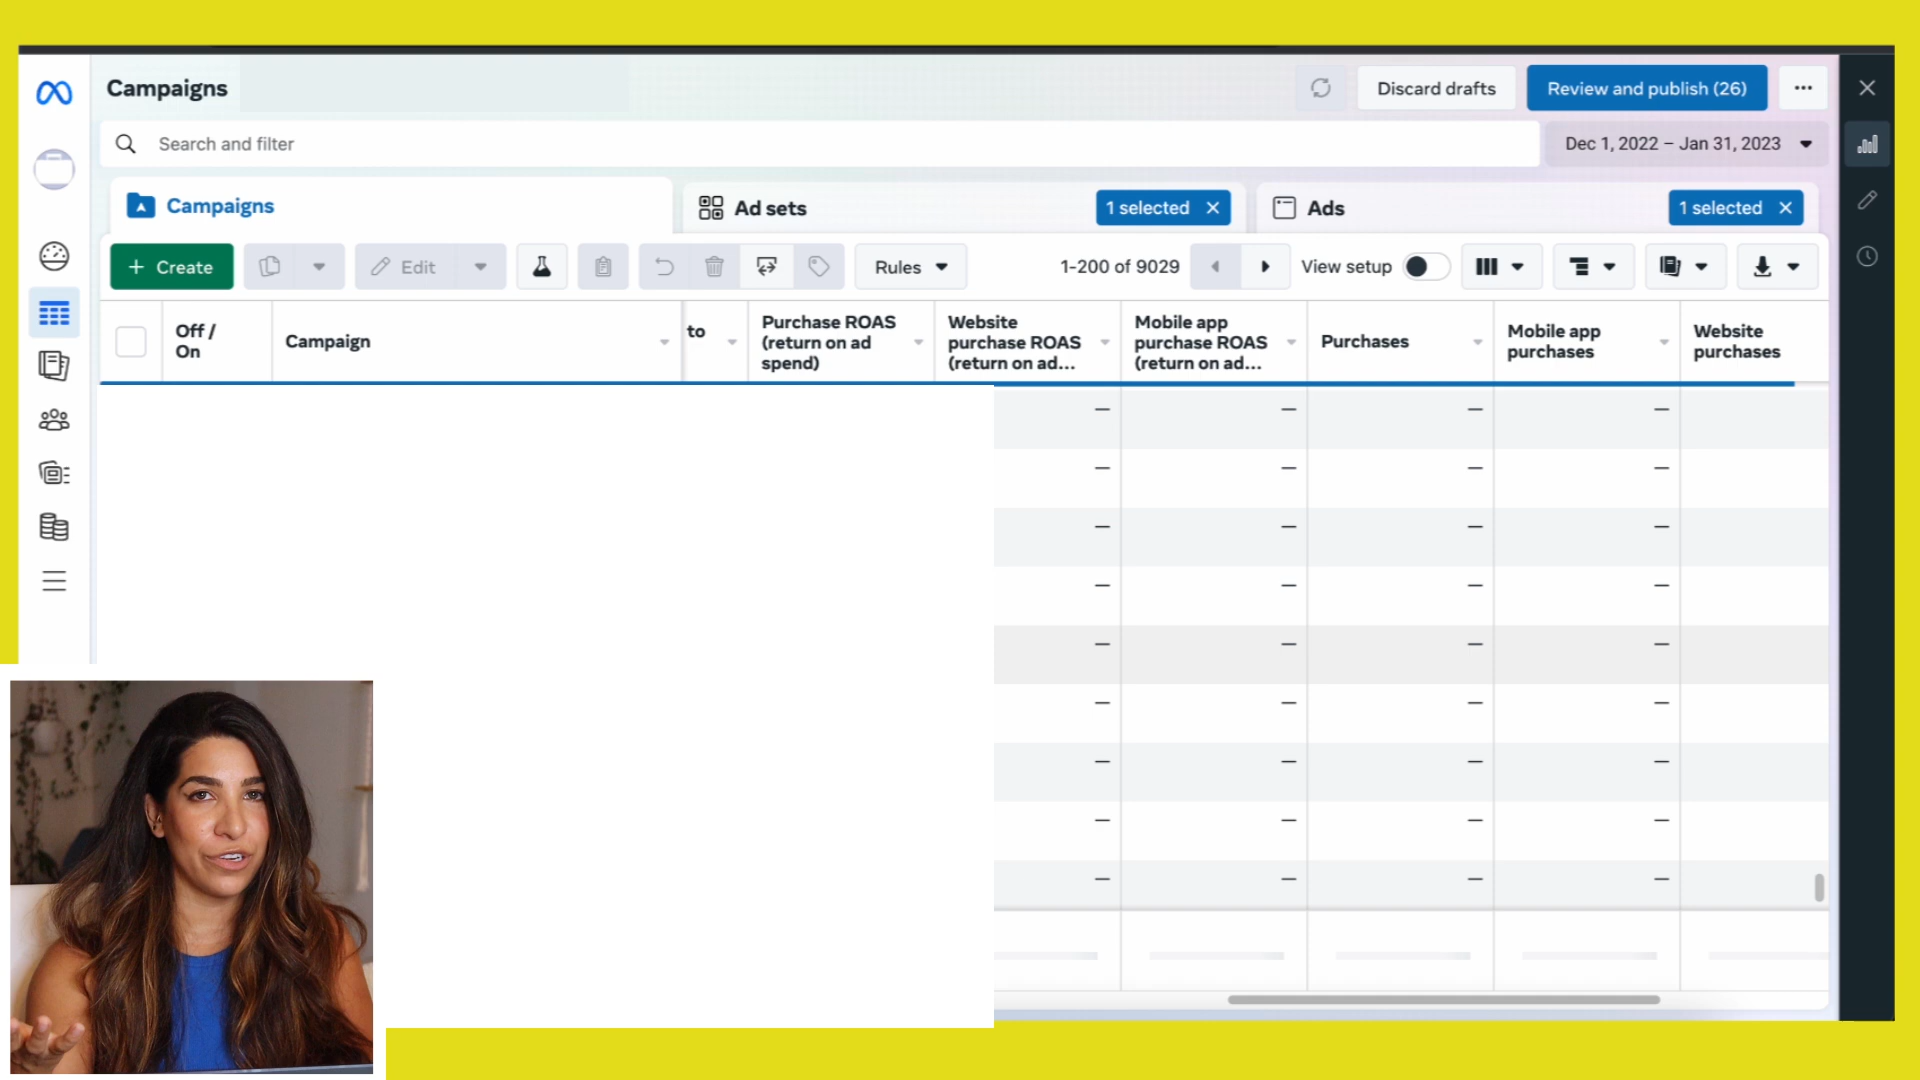 Campaigns
Discard drafts
Review and publish (26)
Search and filter
Dec 1, 2022 – Jan 31, 2023
Campaigns
Ad sets
1 selected
Ads
1 selected
+ Create
Edit
Rules
1-200 of 9029
View setup
Off /
On
Campaign
to
Purchase ROAS
(return on ad
spend)
Website
purchase ROAS
(return on ad...
Mobile app
purchase ROAS
(return on ad...
Purchases
Mobile app
purchases
Website
purchases
— — — —
— — — —
— — — —
— — — —
— — — —
— — — —
— — — —
— — — —
— — — —